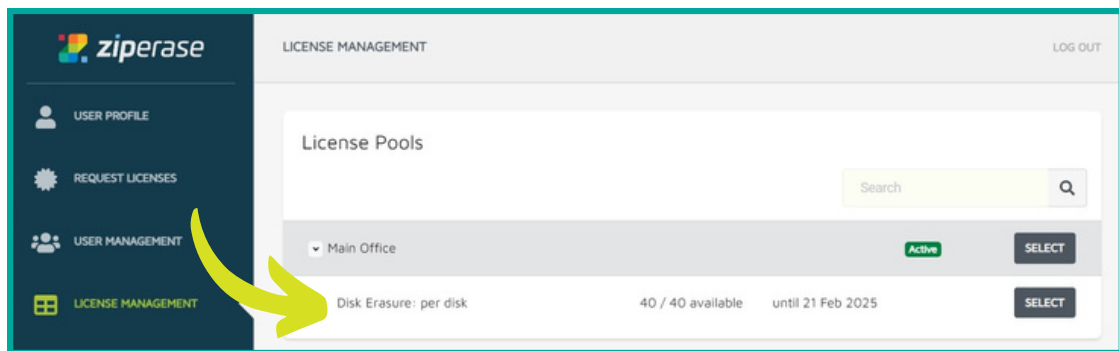 ziperase
LICENSE MANAGEMENT
LOG OUT
USER PROFILE
REQUEST LICENSES
USER MANAGEMENT
LICENSE MANAGEMENT
License Pools
Search
Main Office Active SELECT
Disk Erasure: per disk 40 / 40 available until 21 Feb 2025 SELECT